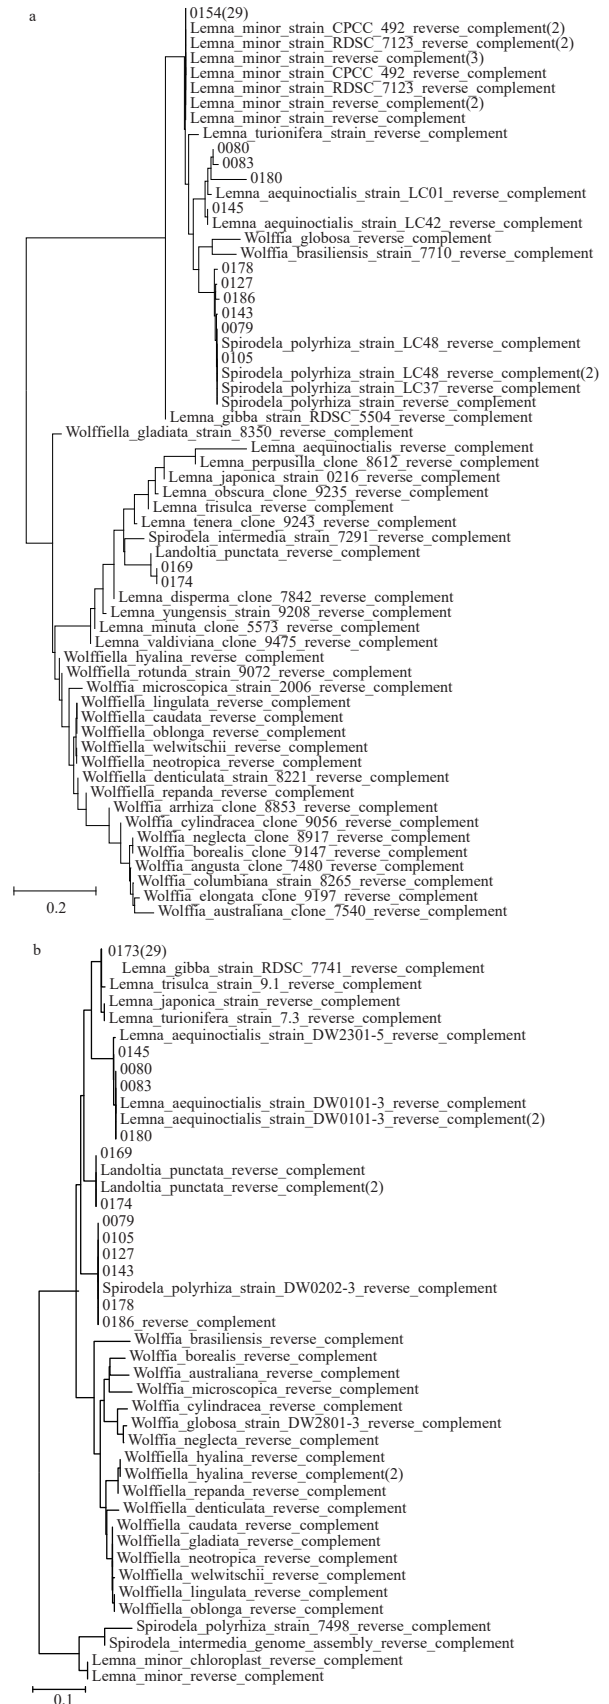 a
0154(29)
Lemna_minor_strain_CPCC_492_reverse_complement(2)
Lemna_minor_strain_RDSC_7123_reverse_complement(2)
Lemna_minor_strain_reverse_complement(3)
Lemna_minor_strain_CPCC_492_reverse_complement
Lemna_minor_strain_RDSC_7123_reverse_complement
Lemna_minor_strain_reverse_complement(2)
Lemna_minor_strain_reverse_complement
Lemna_turionifera_strain_reverse_complement
0080
0083
0180
Lemna_aequinoctialis_strain_LC01_reverse_complement
0145
Lemna_aequinoctialis_strain_LC42_reverse_complement
Wolffia_globosa_reverse_complement
Wolffia_brasiliensis_strain_7710_reverse_complement
0178
0127
0186
0143
0079
Spirodela_polyrhiza_strain_LC48_reverse_complement
0105
Spirodela_polyrhiza_strain_LC48_reverse_complement(2)
Spirodela_polyrhiza_strain_LC37_reverse_complement
Spirodela_polyrhiza_strain_reverse_complement
Lemna_gibba_strain_RDSC_5504_reverse_complement
Wolffiella_gladiata_strain_8350_reverse_complement
Lemna_aequinoctialis_reverse_complement
Lemna_perpusilla_clone_8612_reverse_complement
Lemna_japonica_strain_0216_reverse_complement
Lemna_obscura_clone_9235_reverse_complement
Lemna_trisulca_reverse_complement
Lemna_tenera_clone_9243_reverse_complement
Spirodela_intermedia_strain_7291_reverse_complement
Landoltia_punctata_reverse_complement
0169
0174
Lemna_disperma_clone_7842_reverse_complement
Lemna_yungensis_strain_9208_reverse_complement
Lemna_minuta_clone_5573_reverse_complement
Lemna_valdiviana_clone_9475_reverse_complement
Wolffiella_hyalina_reverse_complement
Wolffiella_rotunda_strain_9072_reverse_complement
Wolffia_microscopica_strain_2006_reverse_complement
Wolffiella_lingulata_reverse_complement
Wolffiella_caudata_reverse_complement
Wolffiella_oblonga_reverse_complement
Wolffiella_welwitschii_reverse_complement
Wolffiella_neotropica_reverse_complement
Wolffiella_denticulata_strain_8221_reverse_complement
Wolffiella_repanda_reverse_complement
Wolffia_arrhiza_clone_8853_reverse_complement
Wolffia_cylindracea_clone_9056_reverse_complement
Wolffia_neglecta_clone_8917_reverse_complement
Wolffia_borealis_clone_9147_reverse_complement
Wolffia_angusta_clone_7480_reverse_complement
Wolffia_columbiana_strain_8265_reverse_complement
Wolffia_elongata_clone_9197_reverse_complement
Wolffia_australiana_clone_7540_reverse_complement
0.2
b
0173(29)
Lemna_gibba_strain_RDSC_7741_reverse_complement
Lemna_trisulca_strain_9.1_reverse_complement
Lemna_japonica_strain_reverse_complement
Lemna_turionifera_strain_7.3_reverse_complement
Lemna_aequinoctialis_strain_DW2301-5_reverse_complement
0145
0080
0083
Lemna_aequinoctialis_strain_DW0101-3_reverse_complement
Lemna_aequinoctialis_strain_DW0101-3_reverse_complement(2)
0180
0169
Landoltia_punctata_reverse_complement
Landoltia_punctata_reverse_complement(2)
0174
0079
0105
0127
0143
Spirodela_polyrhiza_strain_DW0202-3_reverse_complement
0178
0186_reverse_complement
Wolffia_brasiliensis_reverse_complement
Wolffia_borealis_reverse_complement
Wolffia_australiana_reverse_complement
Wolffia_microscopica_reverse_complement
Wolffia_cylindracea_reverse_complement
Wolffia_globosa_strain_DW2801-3_reverse_complement
Wolffia_neglecta_reverse_complement
Wolffiella_hyalina_reverse_complement
Wolffiella_hyalina_reverse_complement(2)
Wolffiella_repanda_reverse_complement
Wolffiella_denticulata_reverse_complement
Wolffiella_caudata_reverse_complement
Wolffiella_gladiata_reverse_complement
Wolffiella_neotropica_reverse_complement
Wolffiella_welwitschii_reverse_complement
Wolffiella_lingulata_reverse_complement
Wolffiella_oblonga_reverse_complement
Spirodela_polyrhiza_strain_7498_reverse_complement
Spirodela_intermedia_genome_assembly_reverse_complement
Lemna_minor_chloroplast_reverse_complement
Lemna_minor_reverse_complement
0.1